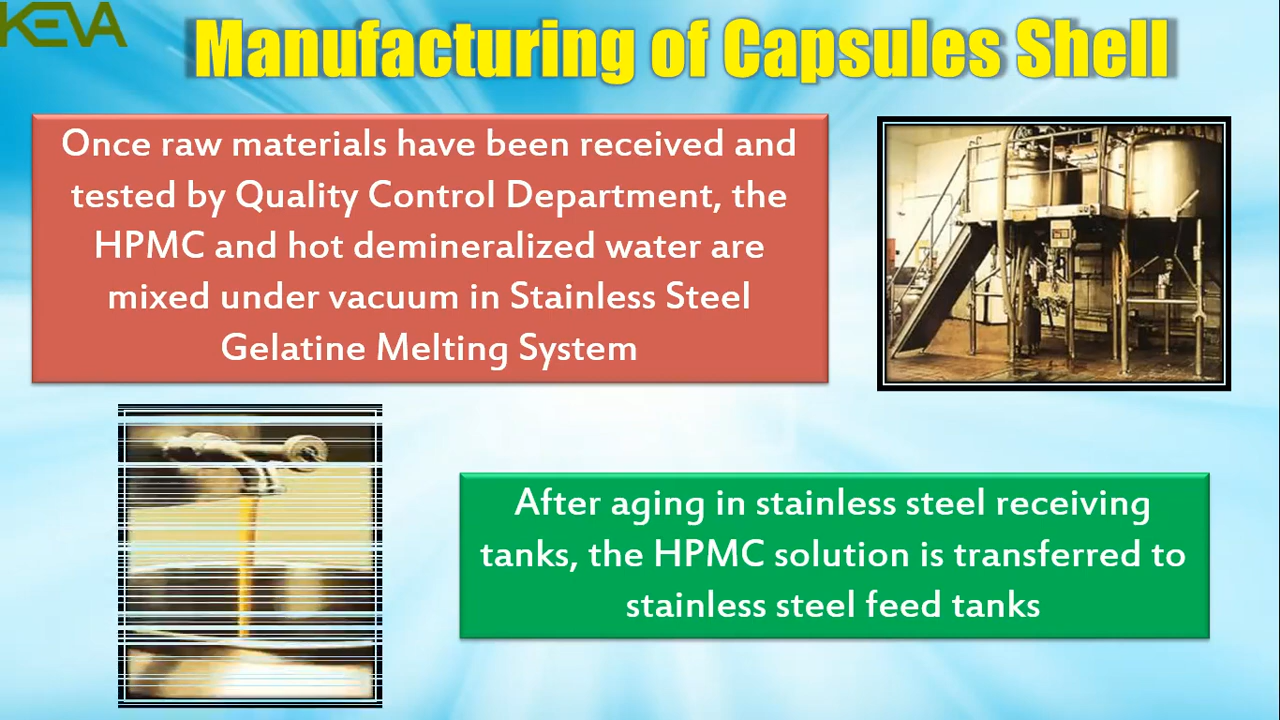 KEVA
Manufacturing of Capsules Shell
Once raw materials have been received and
tested by Quality Control Department, the
HPMC and hot demineralized water are
mixed under vacuum in Stainless Steel
Gelatine Melting System
After aging in stainless steel receiving
tanks, the HPMC solution is transferred to
stainless steel feed tanks